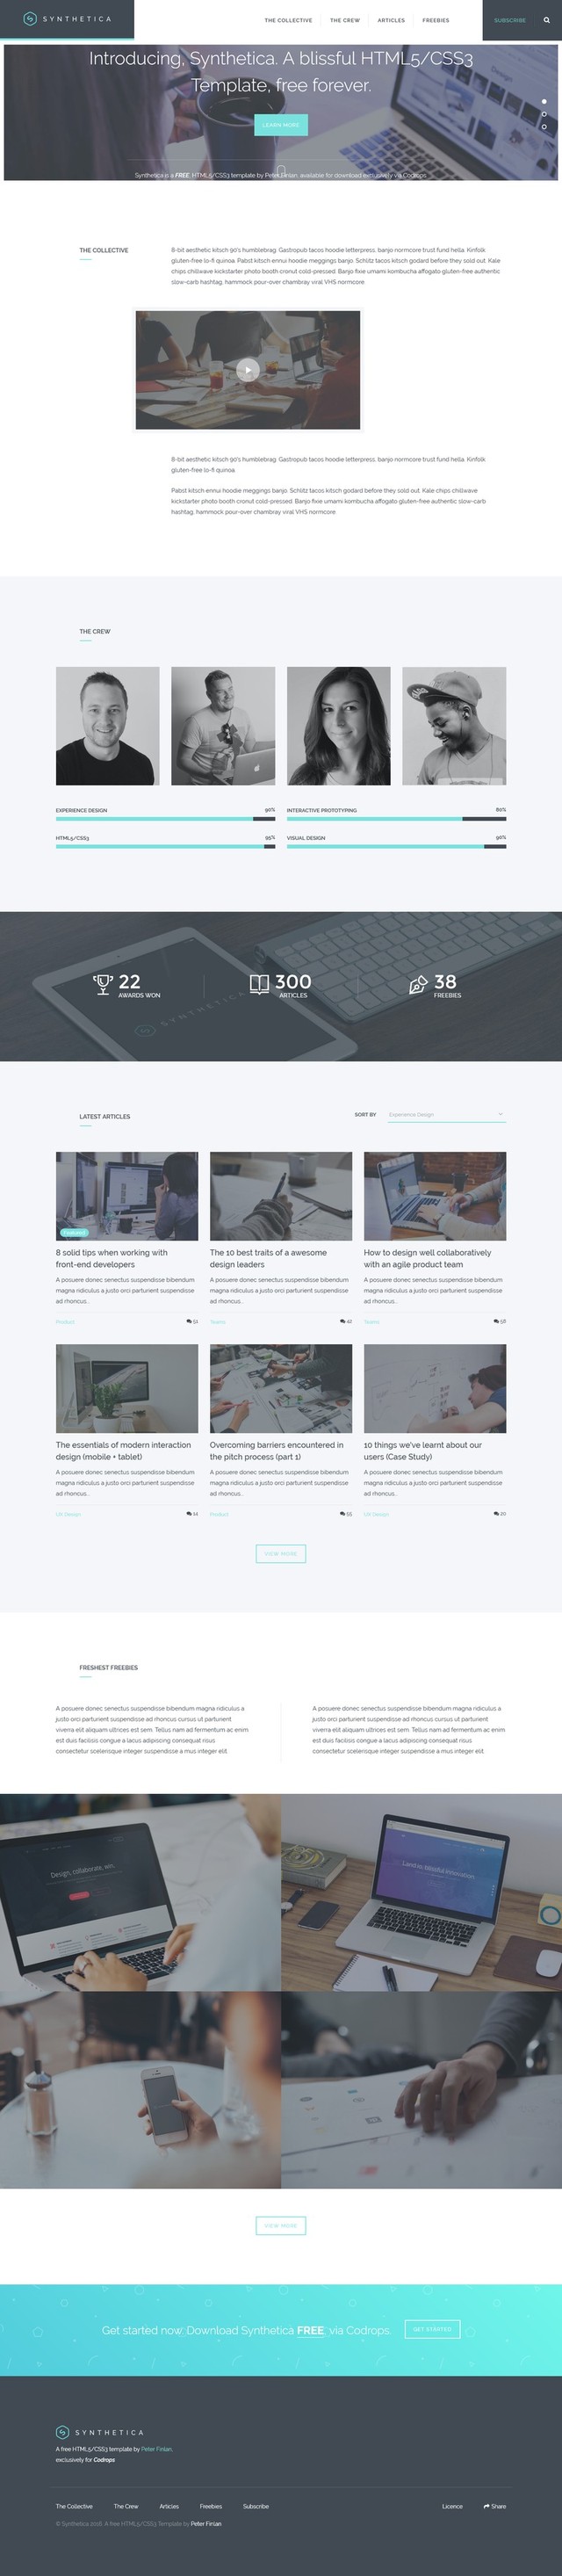 SYNTHETICA
THE COLLECTIVE THE CREW ARTICLES FREEBIES
SUBSCRIBE
Introducing, Synthetica. A blissful HTML5/CSS3
Template, free forever.
LEARN MORE
Synthetica is a FREE HTML5/CSS3 template by Peter Finlan, available for download exclusively via Codrops
THE COLLECTIVE
8-bit aesthetic kitsch 90's humblebrag. Gastropub tacos hoodie letterpress, banjo normcore trust fund hella. Kinfolk
gluten-free lo-fi quinoa. Pabst kitsch ennui hoodie meggings banjo. Schlitz tacos kitsch godard before they sold out. Kale
chips chillwave kickstarter photo booth cronut cold-pressed. Banjo fixie umami kombucha affogato gluten-free authentic
slow-carb hashtag, hammock pour-over chambray viral VHS normcore
8-bit aesthetic kitsch 90's humblebrag. Gastropub tacos hoodie letterpress, banjo normcore trust fund hella. Kinfolk
gluten-free lo-fi quinoa
Pabst kitsch ennui hoodie meggings banjo. Schlitz tacos kitsch godard before they sold out. Kale chips chillwave
kickstarter photo booth cronut cold-pressed. Banjo fixie umami kombucha affogato gluten-free authentic slow-carb
hashtag, hammock pour-over chambray viral VHS normcore
THE CREW
EXPERIENCE DESIGN 90%
INTERACTIVE PROTOTYPING 80%
HTML5/CSS3 95%
VISUAL DESIGN 90%
22
AWARDS WON
300
ARTICLES
38
FREEBIES
SYNTHETICA
LATEST ARTICLES
SORT BY Experience Design
Featured
8 solid tips when working with
front-end developers
A posuere donec senectus suspendisse bibendum
magna ridiculus a justo orci parturient suspendisse
ad rhoncus...
Product 51
The 10 best traits of a awesome
design leaders
A posuere donec senectus suspendisse bibendum
magna ridiculus a justo orci parturient suspendisse
ad rhoncus...
Teams 42
How to design well collaboratively
with an agile product team
A posuere donec senectus suspendisse bibendum
magna ridiculus a justo orci parturient suspendisse
ad rhoncus...
Teams 56
The essentials of modern interaction
design (mobile + tablet)
A posuere donec senectus suspendisse bibendum
magna ridiculus a justo orci parturient suspendisse
ad rhoncus...
UX Design 14
Overcoming barriers encountered in
the pitch process (part 1)
A posuere donec senectus suspendisse bibendum
magna ridiculus a justo orci parturient suspendisse
ad rhoncus...
Product 55
10 things we've learnt about our
users (Case Study)
A posuere donec senectus suspendisse bibendum
magna ridiculus a justo orci parturient suspendisse
ad rhoncus...
UX Design 20
VIEW MORE
FRESHEST FREEBIES
A posuere donec senectus suspendisse bibendum magna ridiculus a
justo orci parturient suspendisse ad rhoncus cursus ut parturient
viverra elit aliquam ultrices est sem. Tellus nam ad fermentum ac enim
est duis facilisis congue a lacus adipiscing consequat risus
consectetur scelerisque integer suspendisse a mus integer elit
A posuere donec senectus suspendisse bibendum magna ridiculus a
justo orci parturient suspendisse ad rhoncus cursus ut parturient
viverra elit aliquam ultrices est sem. Tellus nam ad fermentum ac enim
est duis facilisis congue a lacus adipiscing consequat risus
consectetur scelerisque integer suspendisse a mus integer elit
Design, collaborate, win.
VIEW MORE
Get started now Download Synthetica FREE, via Codrops.
GET STARTED
SYNTHETICA
A free HTML5/CSS3 template by Peter Finlan,
exclusively for Codrops
The Collective The Crew Articles Freebies Subscribe
Licence Share
© Synthetica 2016. A free HTML5/CSS3 Template by Peter Finlan